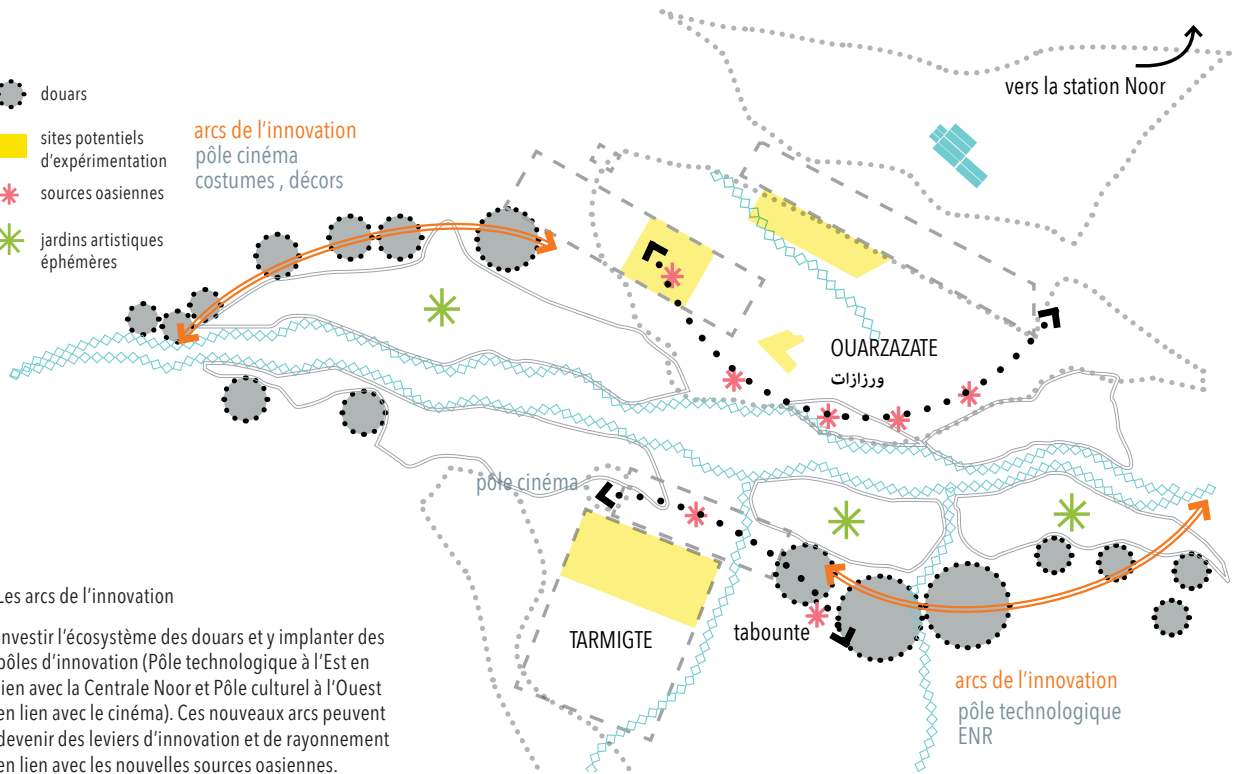 douars
sites potentiels
d'expérimentation
sources oasiennes
jardins artistiques
éphémères
arcs de l'innovation
pôle cinéma
costumes , décors
vers la station Noor
OUARZAZATE
ورزازات
pôle cinéma
TARMIGTE
tabounte
arcs de l'innovation
pôle technologique
ENR
Les arcs de l'innovation
investir l'écosystème des douars et y implanter des
pôles d'innovation (Pôle technologique à l'Est en
lien avec la Centrale Noor et Pôle culturel à l'Ouest
en lien avec le cinéma). Ces nouveaux arcs peuvent
devenir des leviers d'innovation et de rayonnement
en lien avec les nouvelles sources oasiennes.